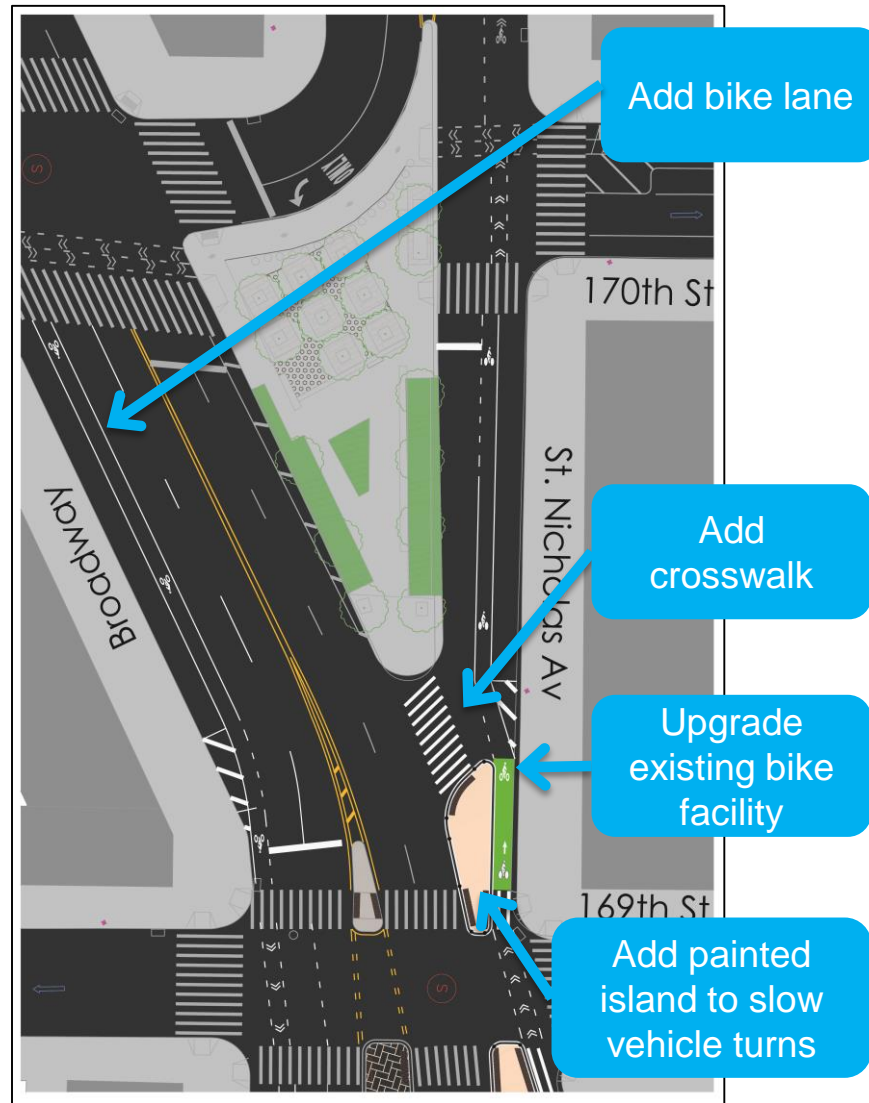 Add bike lane
ONLY
S
170th St
Broadway
St. Nicholas Av
Add
crosswalk
Upgrade
existing bike
facility
169th St
Add painted
island to slow
vehicle turns
S